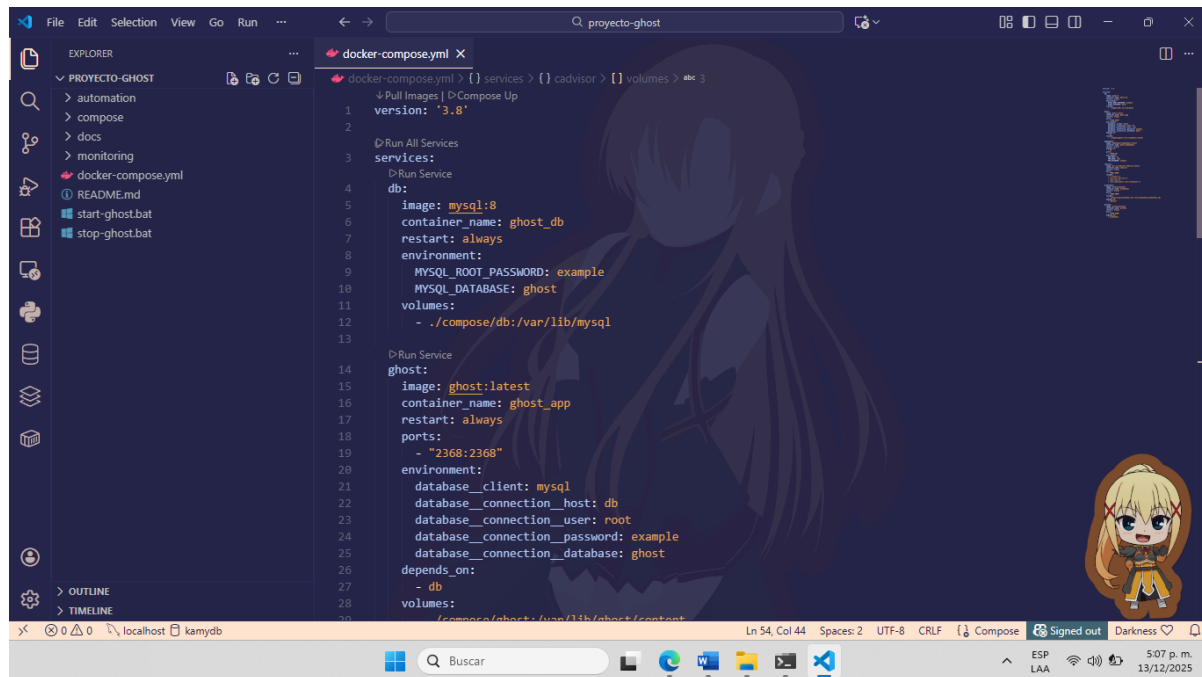 File Edit Selection View Go Run ··· proyecto-ghost
EXPLORER ···
PROYECTO-GHOST
automation
compose
docs
monitoring
docker-compose.yml
README.md
start-ghost.bat
stop-ghost.bat
OUTLINE
TIMELINE
docker-compose.yml
docker-compose.yml > { } services > { } cadvisor > [ ] volumes > abc 3
Pull Images | Compose Up
1 version: '3.8'
2
Run All Services
3 services:
Run Service
4 db:
5 image: mysql:8
6 container_name: ghost_db
7 restart: always
8 environment:
9 MYSQL_ROOT_PASSWORD: example
10 MYSQL_DATABASE: ghost
11 volumes:
12 - ./compose/db:/var/lib/mysql
13
Run Service
14 ghost:
15 image: ghost:latest
16 container_name: ghost_app
17 restart: always
18 ports:
19 - "2368:2368"
20 environment:
21 database__client: mysql
22 database__connection__host: db
23 database__connection__user: root
24 database__connection__password: example
25 database__connection__database: ghost
26 depends_on:
27 - db
28 volumes:
29 - ./compose/ghost:/var/lib/ghost/content
0 0 localhost kamydb Ln 54, Col 44 Spaces: 2 UTF-8 CRLF Compose Signed out Darkness
Buscar
ESP
LAA
5:07 p. m.
13/12/2025